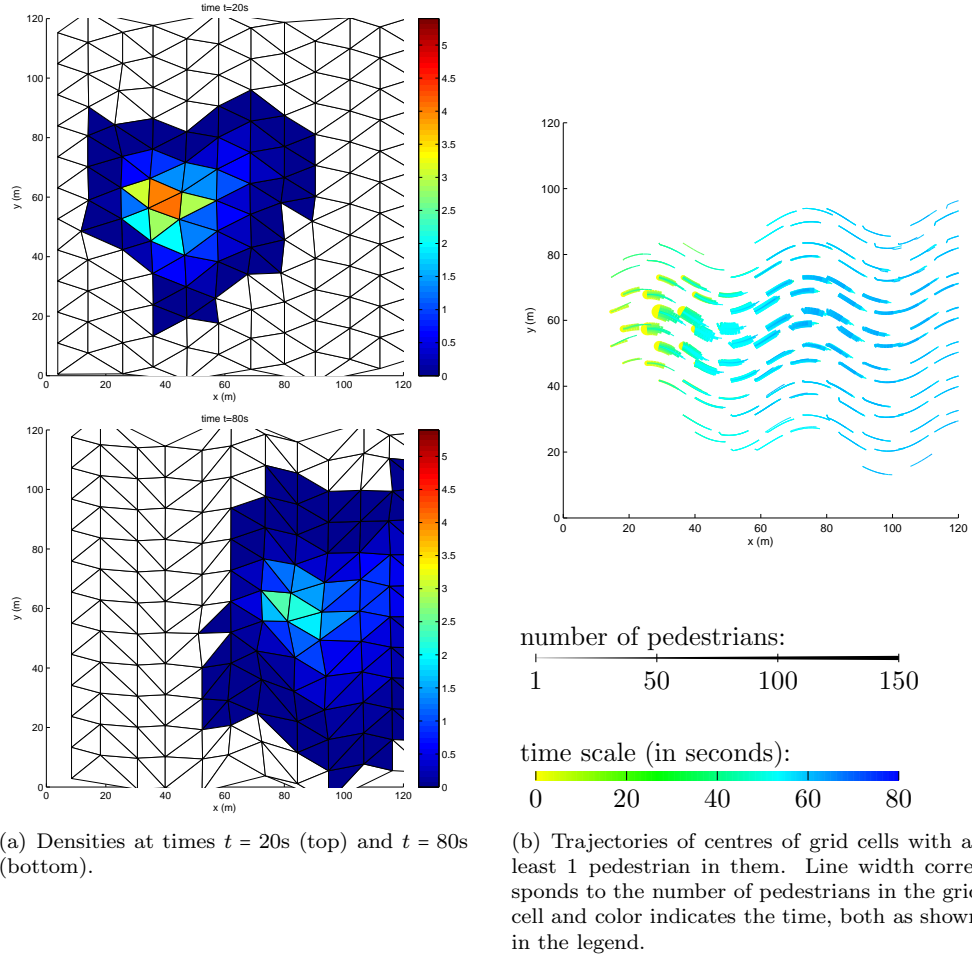 time t=20s
120
100
80
60
40
20
0
y (m)
0 20 40 60 80 100 120
x (m)
5
4.5
4
3.5
3
2.5
2
1.5
1
0.5
0
time t=80s
120
100
80
60
40
20
0
y (m)
0 20 40 60 80 100 120
x (m)
5
4.5
4
3.5
3
2.5
2
1.5
1
0.5
0
(a) Densities at times t = 20s (top) and t = 80s
(bottom).
120
100
80
60
40
20
0
y (m)
0 20 40 60 80 100 120
x (m)
number of pedestrians:
1 50 100 150
time scale (in seconds):
0 20 40 60 80
(b) Trajectories of centres of grid cells with a
least 1 pedestrian in them. Line width corre
sponds to the number of pedestrians in the grid
cell and color indicates the time, both as shown
in the legend.